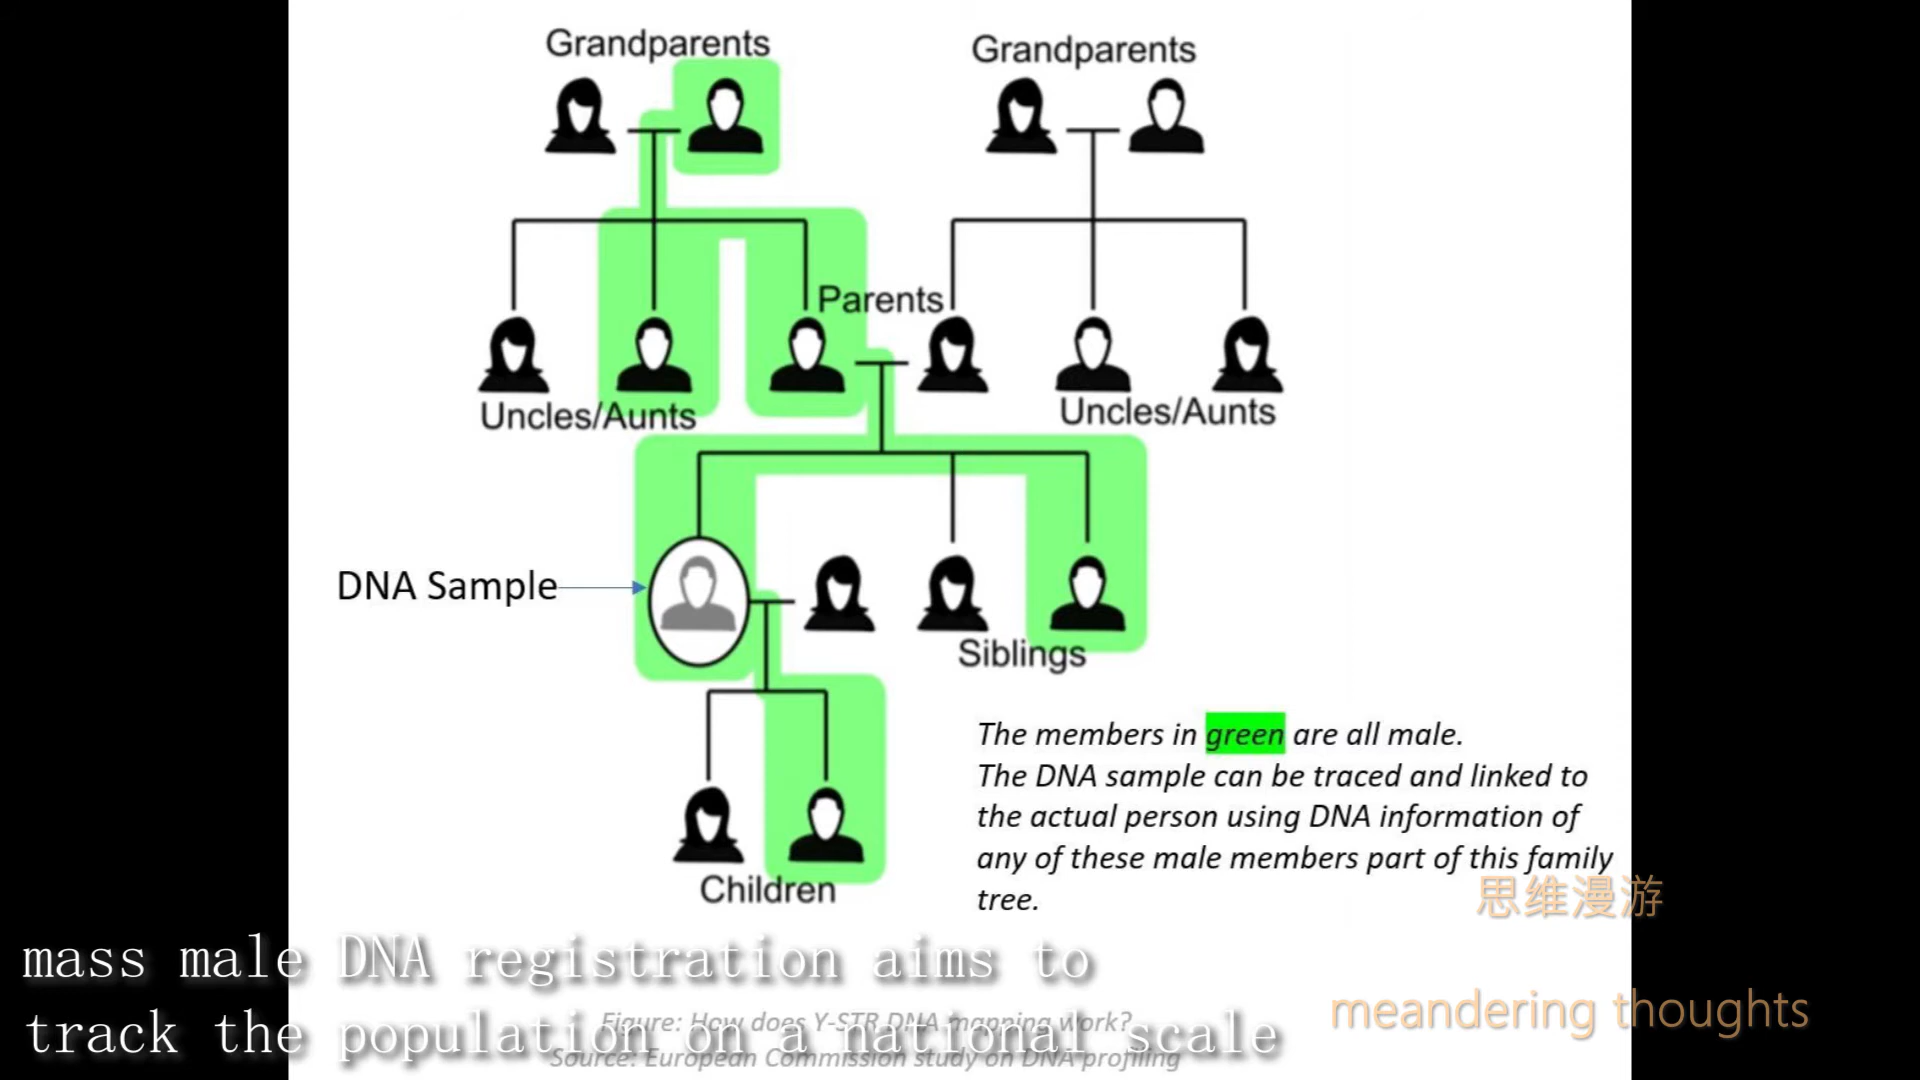 Grandparents
Grandparents
Parents
Uncles/Aunts
Uncles/Aunts
DNA Sample
Siblings
Children
The members in green are all male.
The DNA sample can be traced and linked to
the actual person using DNA information of
any of these male members part of this family
tree.
思维漫游
mass male DNA registration aims to
track the population on a national scale
meandering thoughts
Figure: How does Y-STR DNA mapping work?
Source: European Commission study on DNA profiling